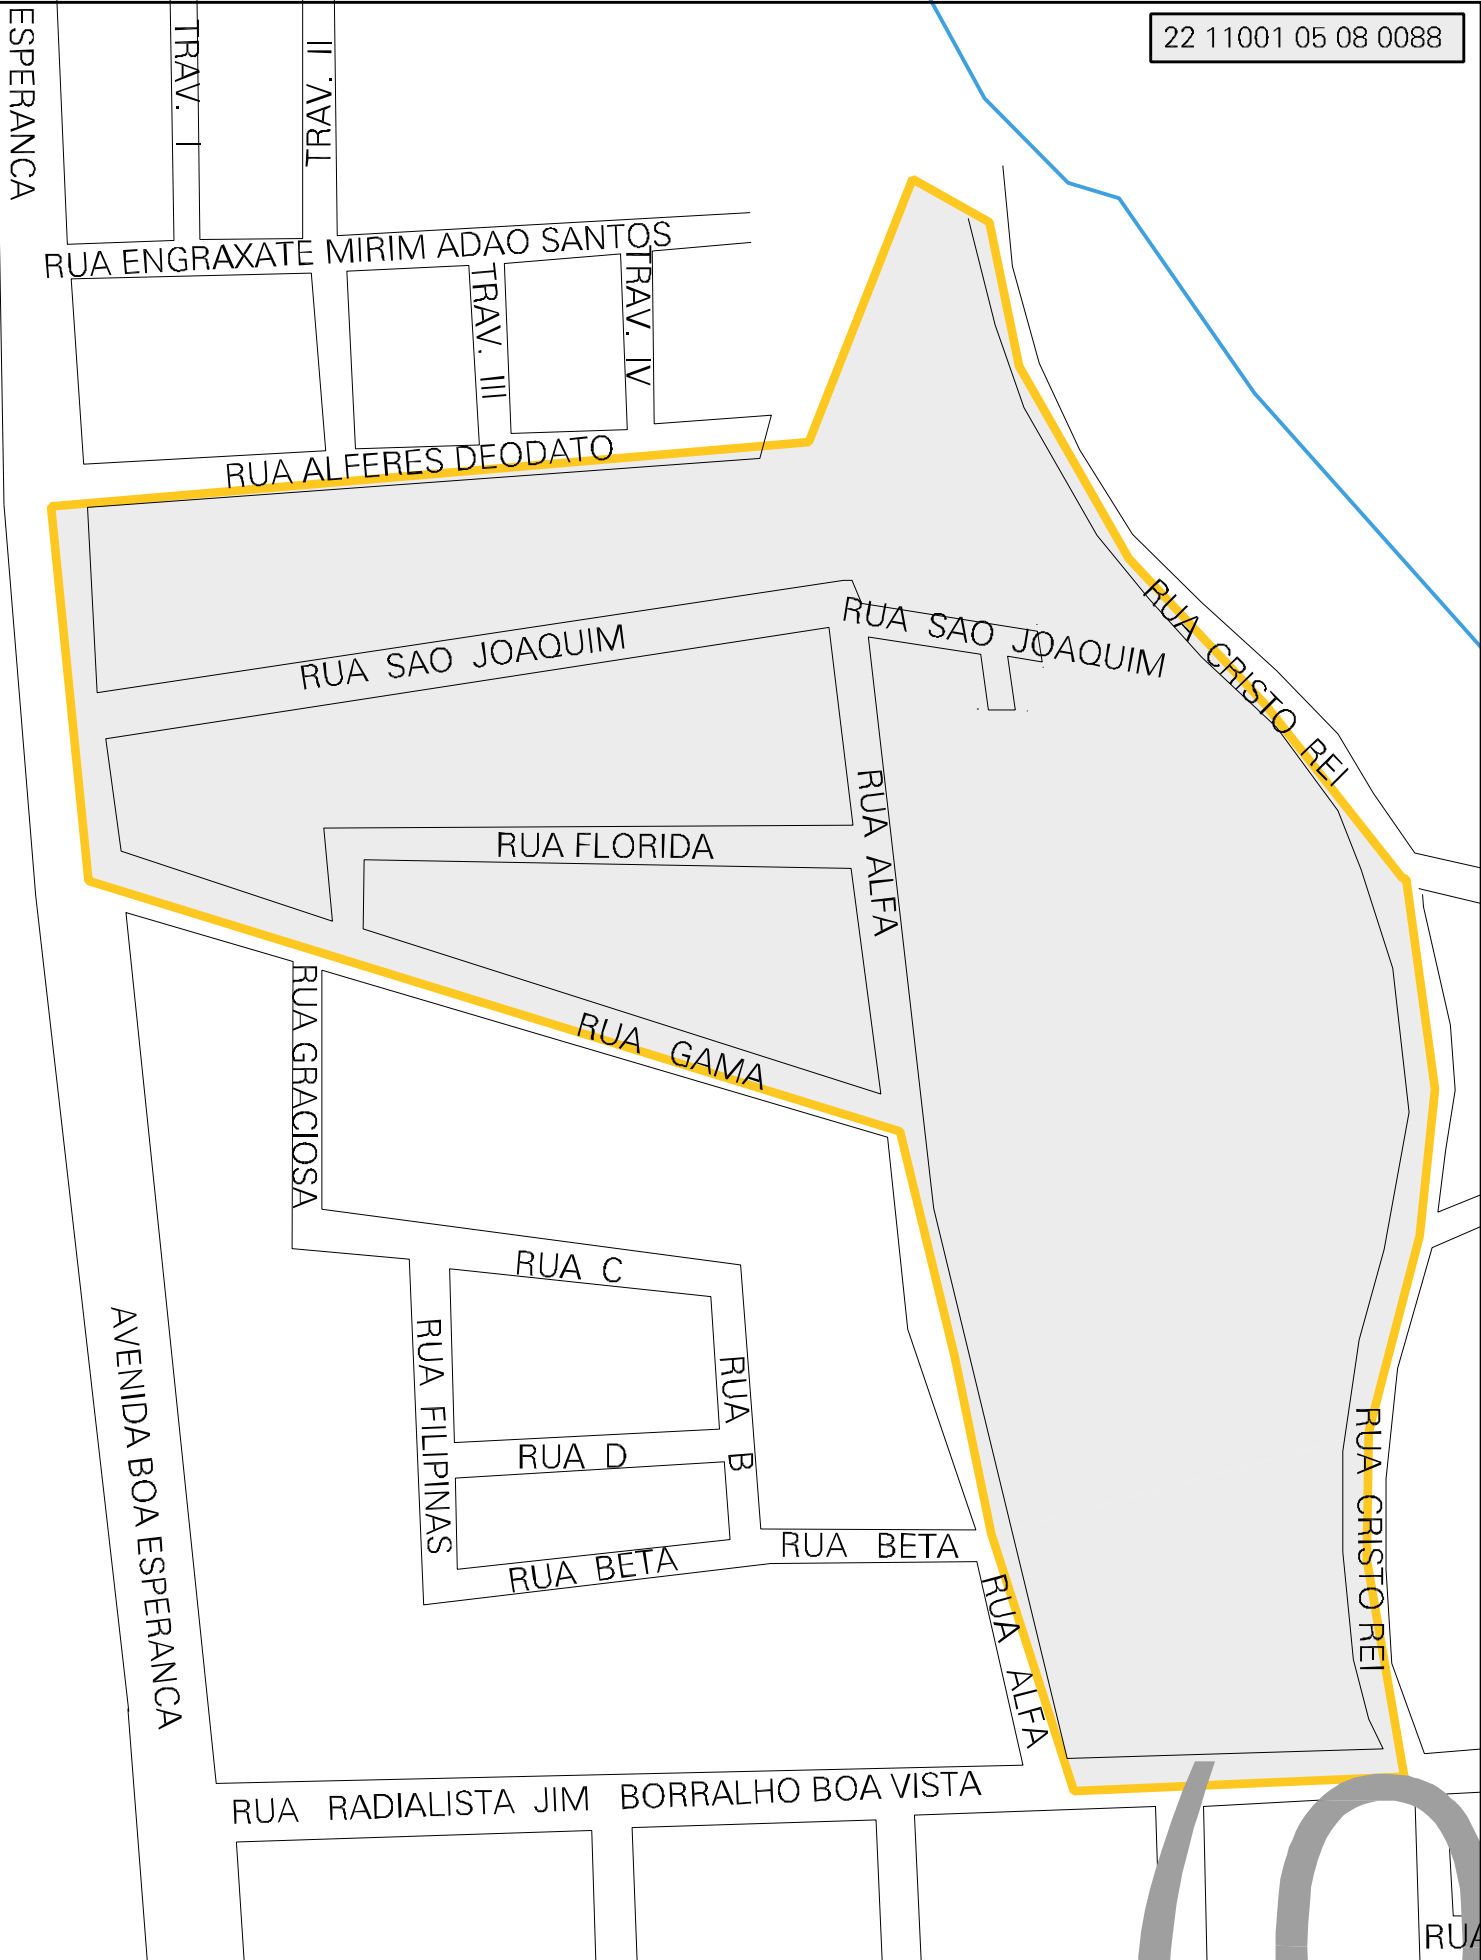 22 11001 05 08 0088
ESPERANCA
TRAV. I
TRAV. II
RUA ENGRAXATE MIRIM ADAO SANTOS
TRAV. III
TRAV. IV
RUA ALFERES DEODATO
RUA SAO JOAQUIM
RUA SAO JOAQUIM
RUA CRISTO REI
RUA ALFA
RUA FLORIDA
RUA GRACIOSA
RUA GAMA
RUA C
AVENIDA BOA ESPERANCA
RUA FILIPINAS
RUA B
RUA D
RUA CRISTO REI
RUA BETA
RUA BETA
RUA ALFA
RUA RADIALISTA JIM BORRALHO BOA VISTA
RUA